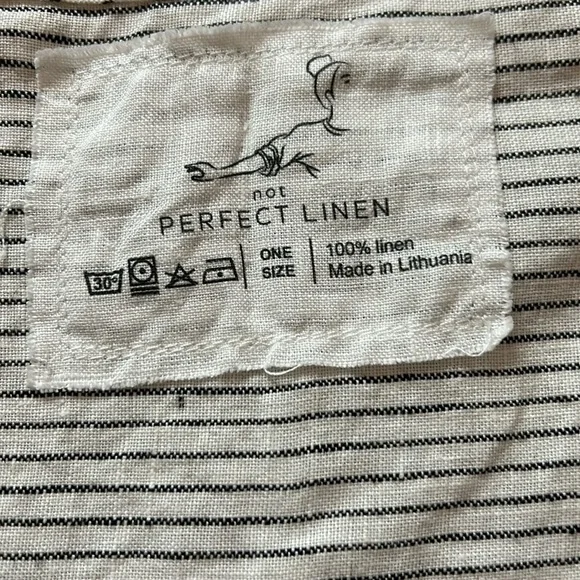 not
PERFECT LINEN
30°
ONE
SIZE
100% linen
Made in Lithuania